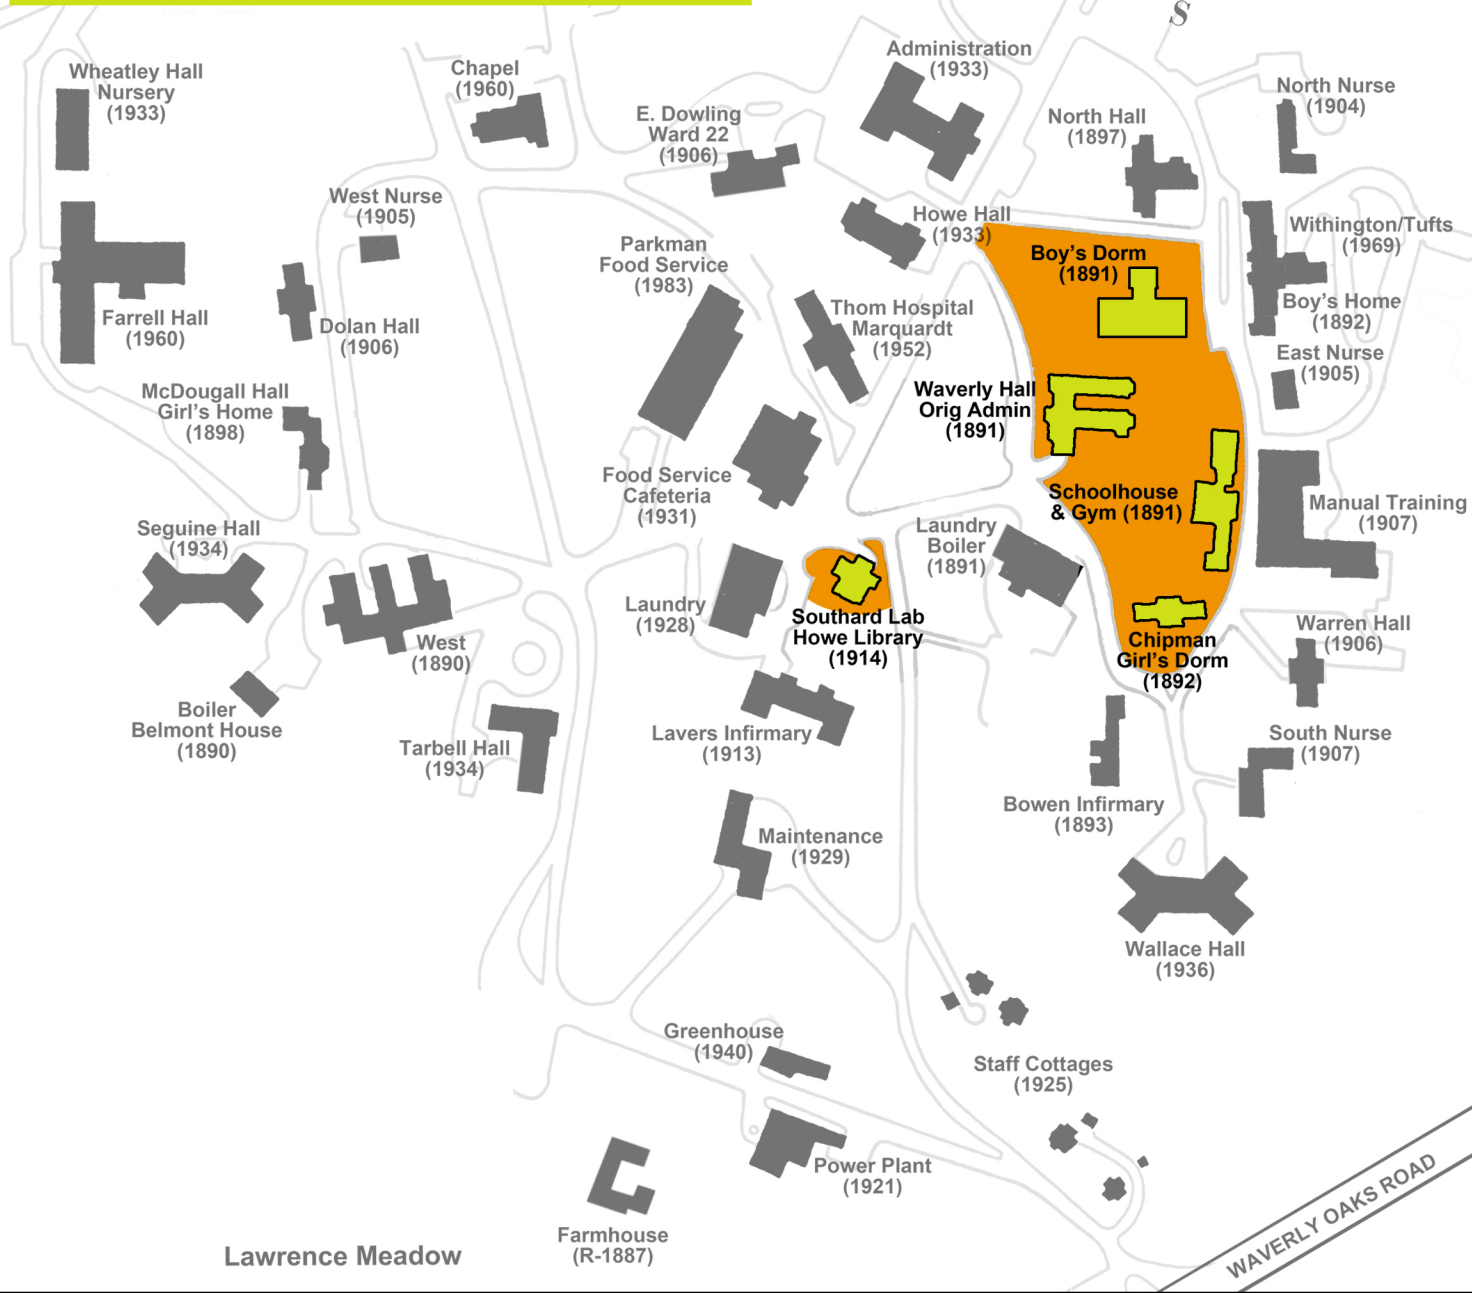 S
Administration
(1933)
Wheatley Hall
Nursery
(1933)
Chapel
(1960)
North Nurse
(1904)
E. Dowling
Ward 22
(1906)
North Hall
(1897)
West Nurse
(1905)
Howe Hall
(1933)
Withington/Tufts
(1969)
Parkman
Food Service
(1983)
Boy's Dorm
(1891)
Farrell Hall
(1960)
Dolan Hall
(1906)
Thom Hospital
Marquardt
(1952)
Boy's Home
(1892)
East Nurse
(1905)
McDougall Hall
Girl's Home
(1898)
Waverly Hall
Orig Admin
(1891)
Food Service
Cafeteria
(1931)
Schoolhouse
& Gym (1891)
Manual Training
(1907)
Seguine Hall
(1934)
Laundry
Boiler
(1891)
Laundry
(1928)
Southard Lab
Howe Library
(1914)
Warren Hall
(1906)
West
(1890)
Chipman
Girl's Dorm
(1892)
Boiler
Belmont House
(1890)
Tarbell Hall
(1934)
Lavers Infirmary
(1913)
South Nurse
(1907)
Bowen Infirmary
(1893)
Maintenance
(1929)
Wallace Hall
(1936)
Greenhouse
(1940)
Staff Cottages
(1925)
Power Plant
(1921)
Farmhouse
(R-1887)
Lawrence Meadow
WAVERLY OAKS ROAD